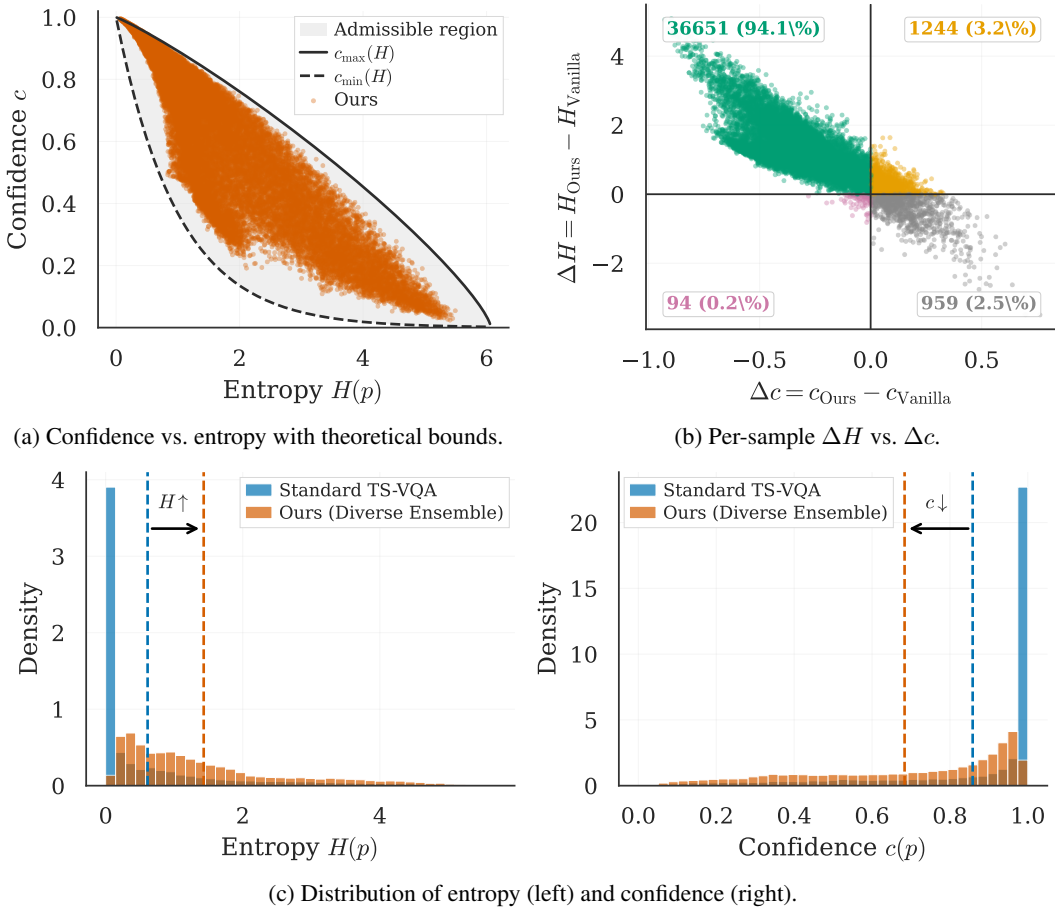 Admissible region
c_max(H)
c_min(H)
Ours
1.0
0.8
0.6
0.4
0.2
0.0
Confidence c
0 2 4 6
Entropy H(p)
(a) Confidence vs. entropy with theoretical bounds.
36651 (94.1\%)
1244 (3.2\%)
94 (0.2\%)
959 (2.5\%)
4
2
0
−2
ΔH = H_Ours − H_Vanilla
−1.0 −0.5 0.0 0.5
Δc = c_Ours − c_Vanilla
(b) Per-sample ΔH vs. Δc.
Standard TS-VQA
Ours (Diverse Ensemble)
H↑
4
3
2
1
0
Density
0 2 4
Entropy H(p)
Standard TS-VQA
Ours (Diverse Ensemble)
c↓
20
15
10
5
0
Density
0.0 0.2 0.4 0.6 0.8 1.0
Confidence c(p)
(c) Distribution of entropy (left) and confidence (right).